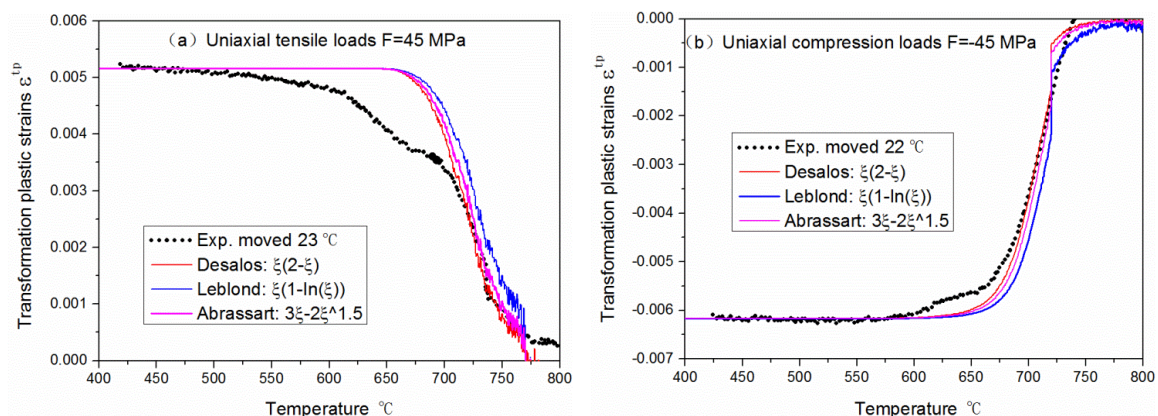 （a）Uniaxial tensile loads F=45 MPa
Transformation plastic strains ε^tp
0.006
0.005
0.004
0.003
0.002
0.001
0.000
Exp. moved 23 ℃
Desalos: ξ(2-ξ)
Leblond: ξ(1-ln(ξ))
Abrassart: 3ξ-2ξ^1.5
400 450 500 550 600 650 700 750 800
Temperature ℃
（b）Uniaxial compression loads F=-45 MPa
Transformation plastic strains ε^tp
0.000
-0.001
-0.002
-0.003
-0.004
-0.005
-0.006
-0.007
Exp. moved 22 ℃
Desalos: ξ(2-ξ)
Leblond: ξ(1-ln(ξ))
Abrassart: 3ξ-2ξ^1.5
400 450 500 550 600 650 700 750 800
Temperature ℃